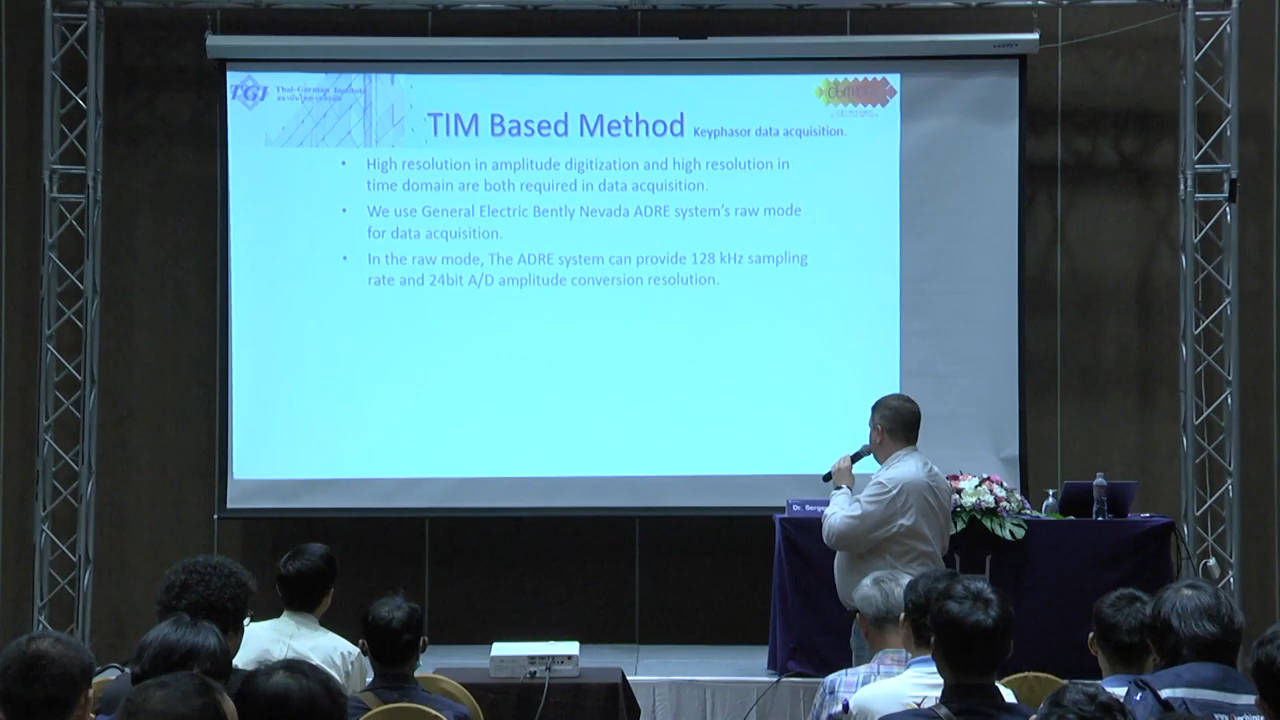 TGI Thai-German Institute
TIM Based Method Keyphasor data acquisition.
• High resolution in amplitude digitization and high resolution in
time domain are both required in data acquisition.
• We use General Electric Bently Nevada ADRE system's raw mode
for data acquisition.
• In the raw mode, The ADRE system can provide 128 kHz sampling
rate and 24bit A/D amplitude conversion resolution.
Dr.